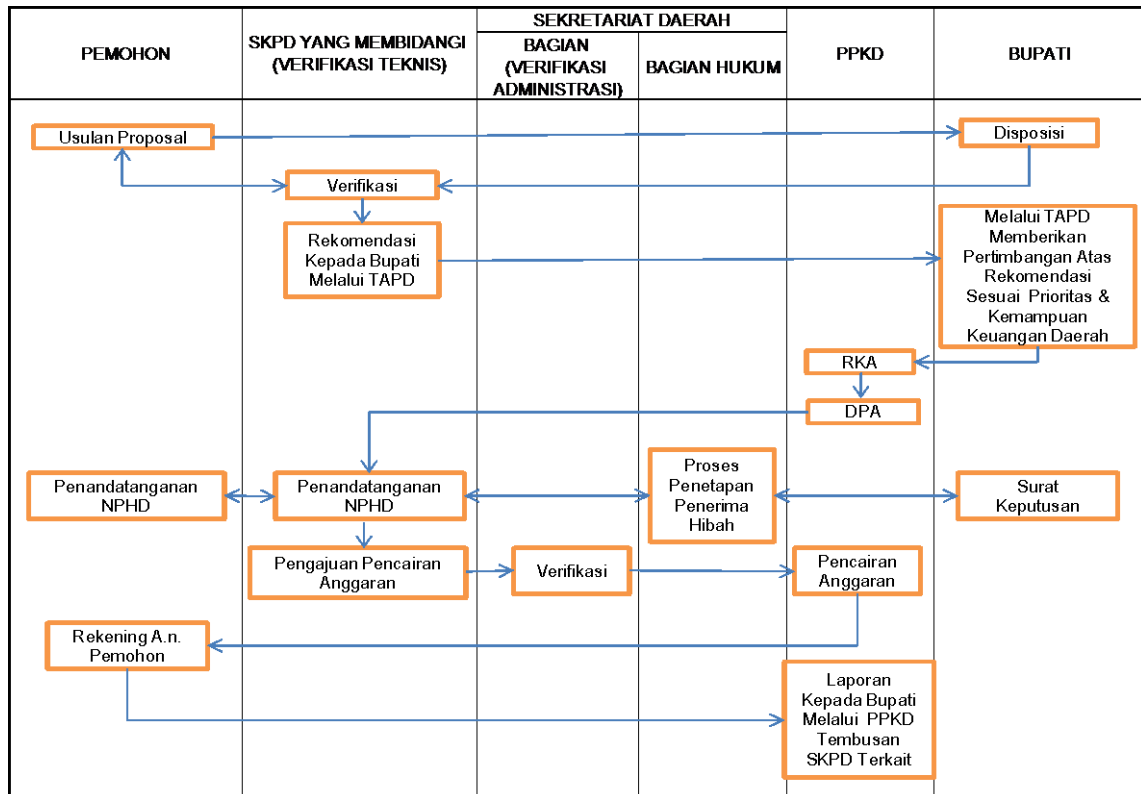 SEKRETARIAT DAERAH
PEMOHON
SKPD YANG MEMBIDANGI
(VERIFIKASI TEKNIS)
BAGIAN
(VERIFIKASI
ADMINISTRASI)
BAGIAN HUKUM
PPKD
BUPATI
Usulan Proposal
Disposisi
Verifikasi
Rekomendasi
Kepada Bupati
Melalui TAPD
Melalui TAPD
Memberikan
Pertimbangan Atas
Rekomendasi
Sesuai Prioritas &
Kemampuan
Keuangan Daerah
RKA
DPA
Penandatanganan
NPHD
Penandatanganan
NPHD
Proses
Penetapan
Penerima
Hibah
Surat
Keputusan
Pengajuan Pencairan
Anggaran
Verifikasi
Pencairan
Anggaran
Rekening A.n.
Pemohon
Laporan
Kepada Bupati
Melalui PPKD
Tembusan
SKPD Terkait